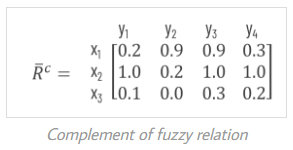 y₁ y₂ y₃ y₄
x₁ [0.2 0.9 0.9 0.3]
R̄ᶜ = x₂ 1.0 0.2 1.0 1.0
x₃ [0.1 0.0 0.3 0.2]
Complement of fuzzy relation